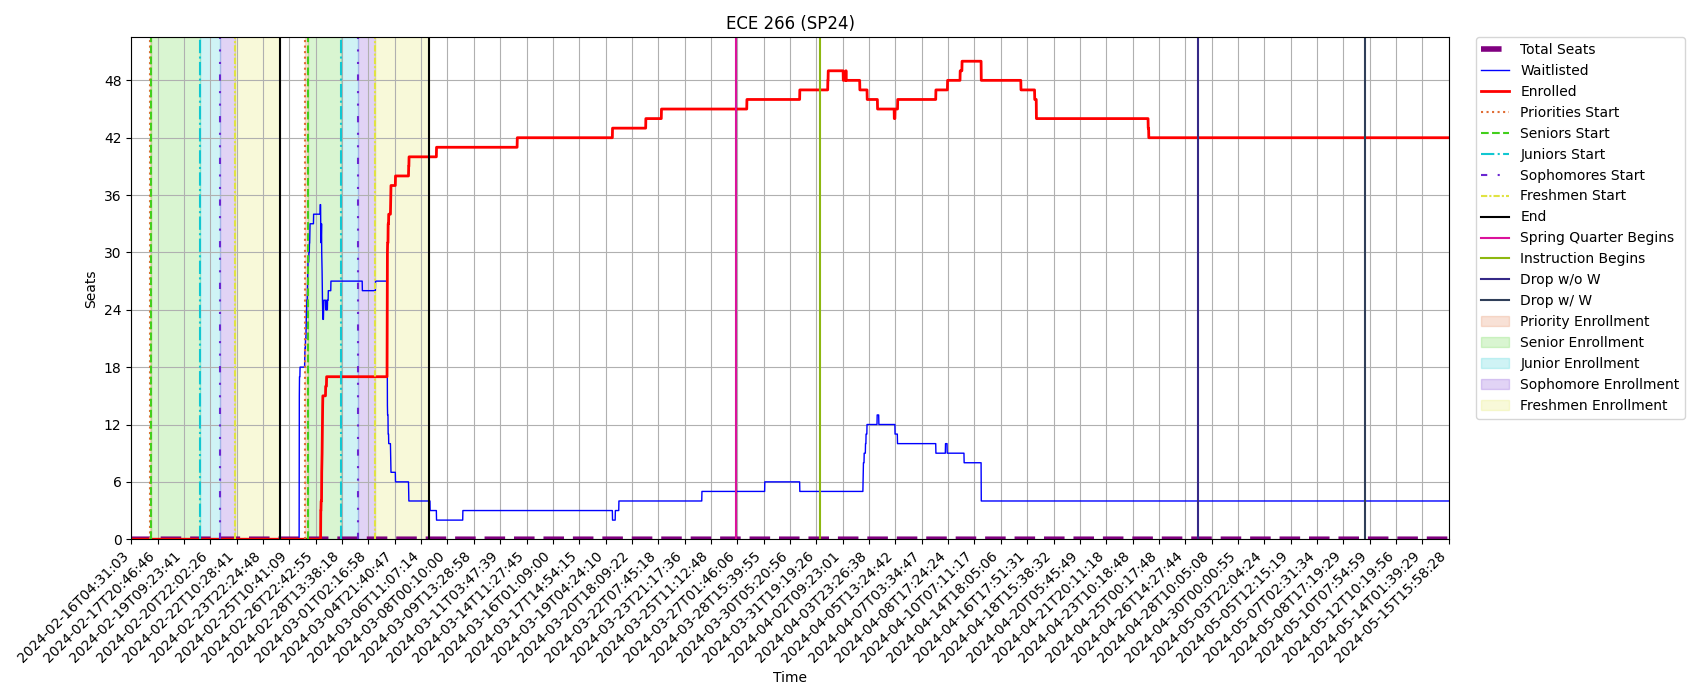 ECE 266 (SP24)
Seats
48
42
36
30
24
18
12
6
0
2024-02-16T04:31:03
2024-02-17T20:46:46
2024-02-19T09:23:41
2024-02-20T22:02:26
2024-02-22T10:28:41
2024-02-23T22:24:48
2024-02-25T10:41:09
2024-02-26T22:42:55
2024-02-28T13:38:18
2024-03-01T02:16:58
2024-03-04T21:40:47
2024-03-06T11:07:14
2024-03-08T00:10:00
2024-03-09T13:28:58
2024-03-11T03:47:39
2024-03-14T11:27:45
2024-03-16T01:09:00
2024-03-17T14:54:15
2024-03-19T04:24:10
2024-03-20T18:09:22
2024-03-22T07:45:18
2024-03-23T21:17:36
2024-03-25T11:12:48
2024-03-27T01:46:06
2024-03-28T15:39:55
2024-03-30T05:20:56
2024-03-31T19:19:26
2024-04-02T09:23:01
2024-04-03T23:26:38
2024-04-05T13:24:42
2024-04-07T03:34:47
2024-04-08T17:24:24
2024-04-10T07:11:17
2024-04-14T18:05:06
2024-04-16T17:51:31
2024-04-18T15:38:32
2024-04-20T05:45:49
2024-04-21T20:11:18
2024-04-23T10:18:48
2024-04-25T00:17:48
2024-04-26T14:27:44
2024-04-28T10:05:08
2024-04-30T00:00:55
2024-05-03T22:04:24
2024-05-05T12:15:19
2024-05-07T02:31:34
2024-05-08T17:19:29
2024-05-10T07:54:59
2024-05-12T10:19:56
2024-05-14T01:39:29
2024-05-15T15:58:28
Time
Total Seats
Waitlisted
Enrolled
Priorities Start
Seniors Start
Juniors Start
Sophomores Start
Freshmen Start
End
Spring Quarter Begins
Instruction Begins
Drop w/o W
Drop w/ W
Priority Enrollment
Senior Enrollment
Junior Enrollment
Sophomore Enrollment
Freshmen Enrollment